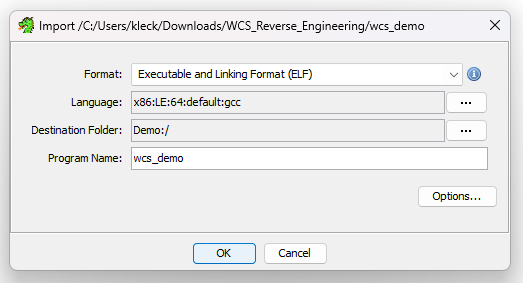 Import /C:/Users/kleck/Downloads/WCS_Reverse_Engineering/wcs_demo
Format: Executable and Linking Format (ELF)
Language: x86:LE:64:default:gcc ...
Destination Folder: Demo:/ ...
Program Name: wcs_demo
Options...
OK Cancel